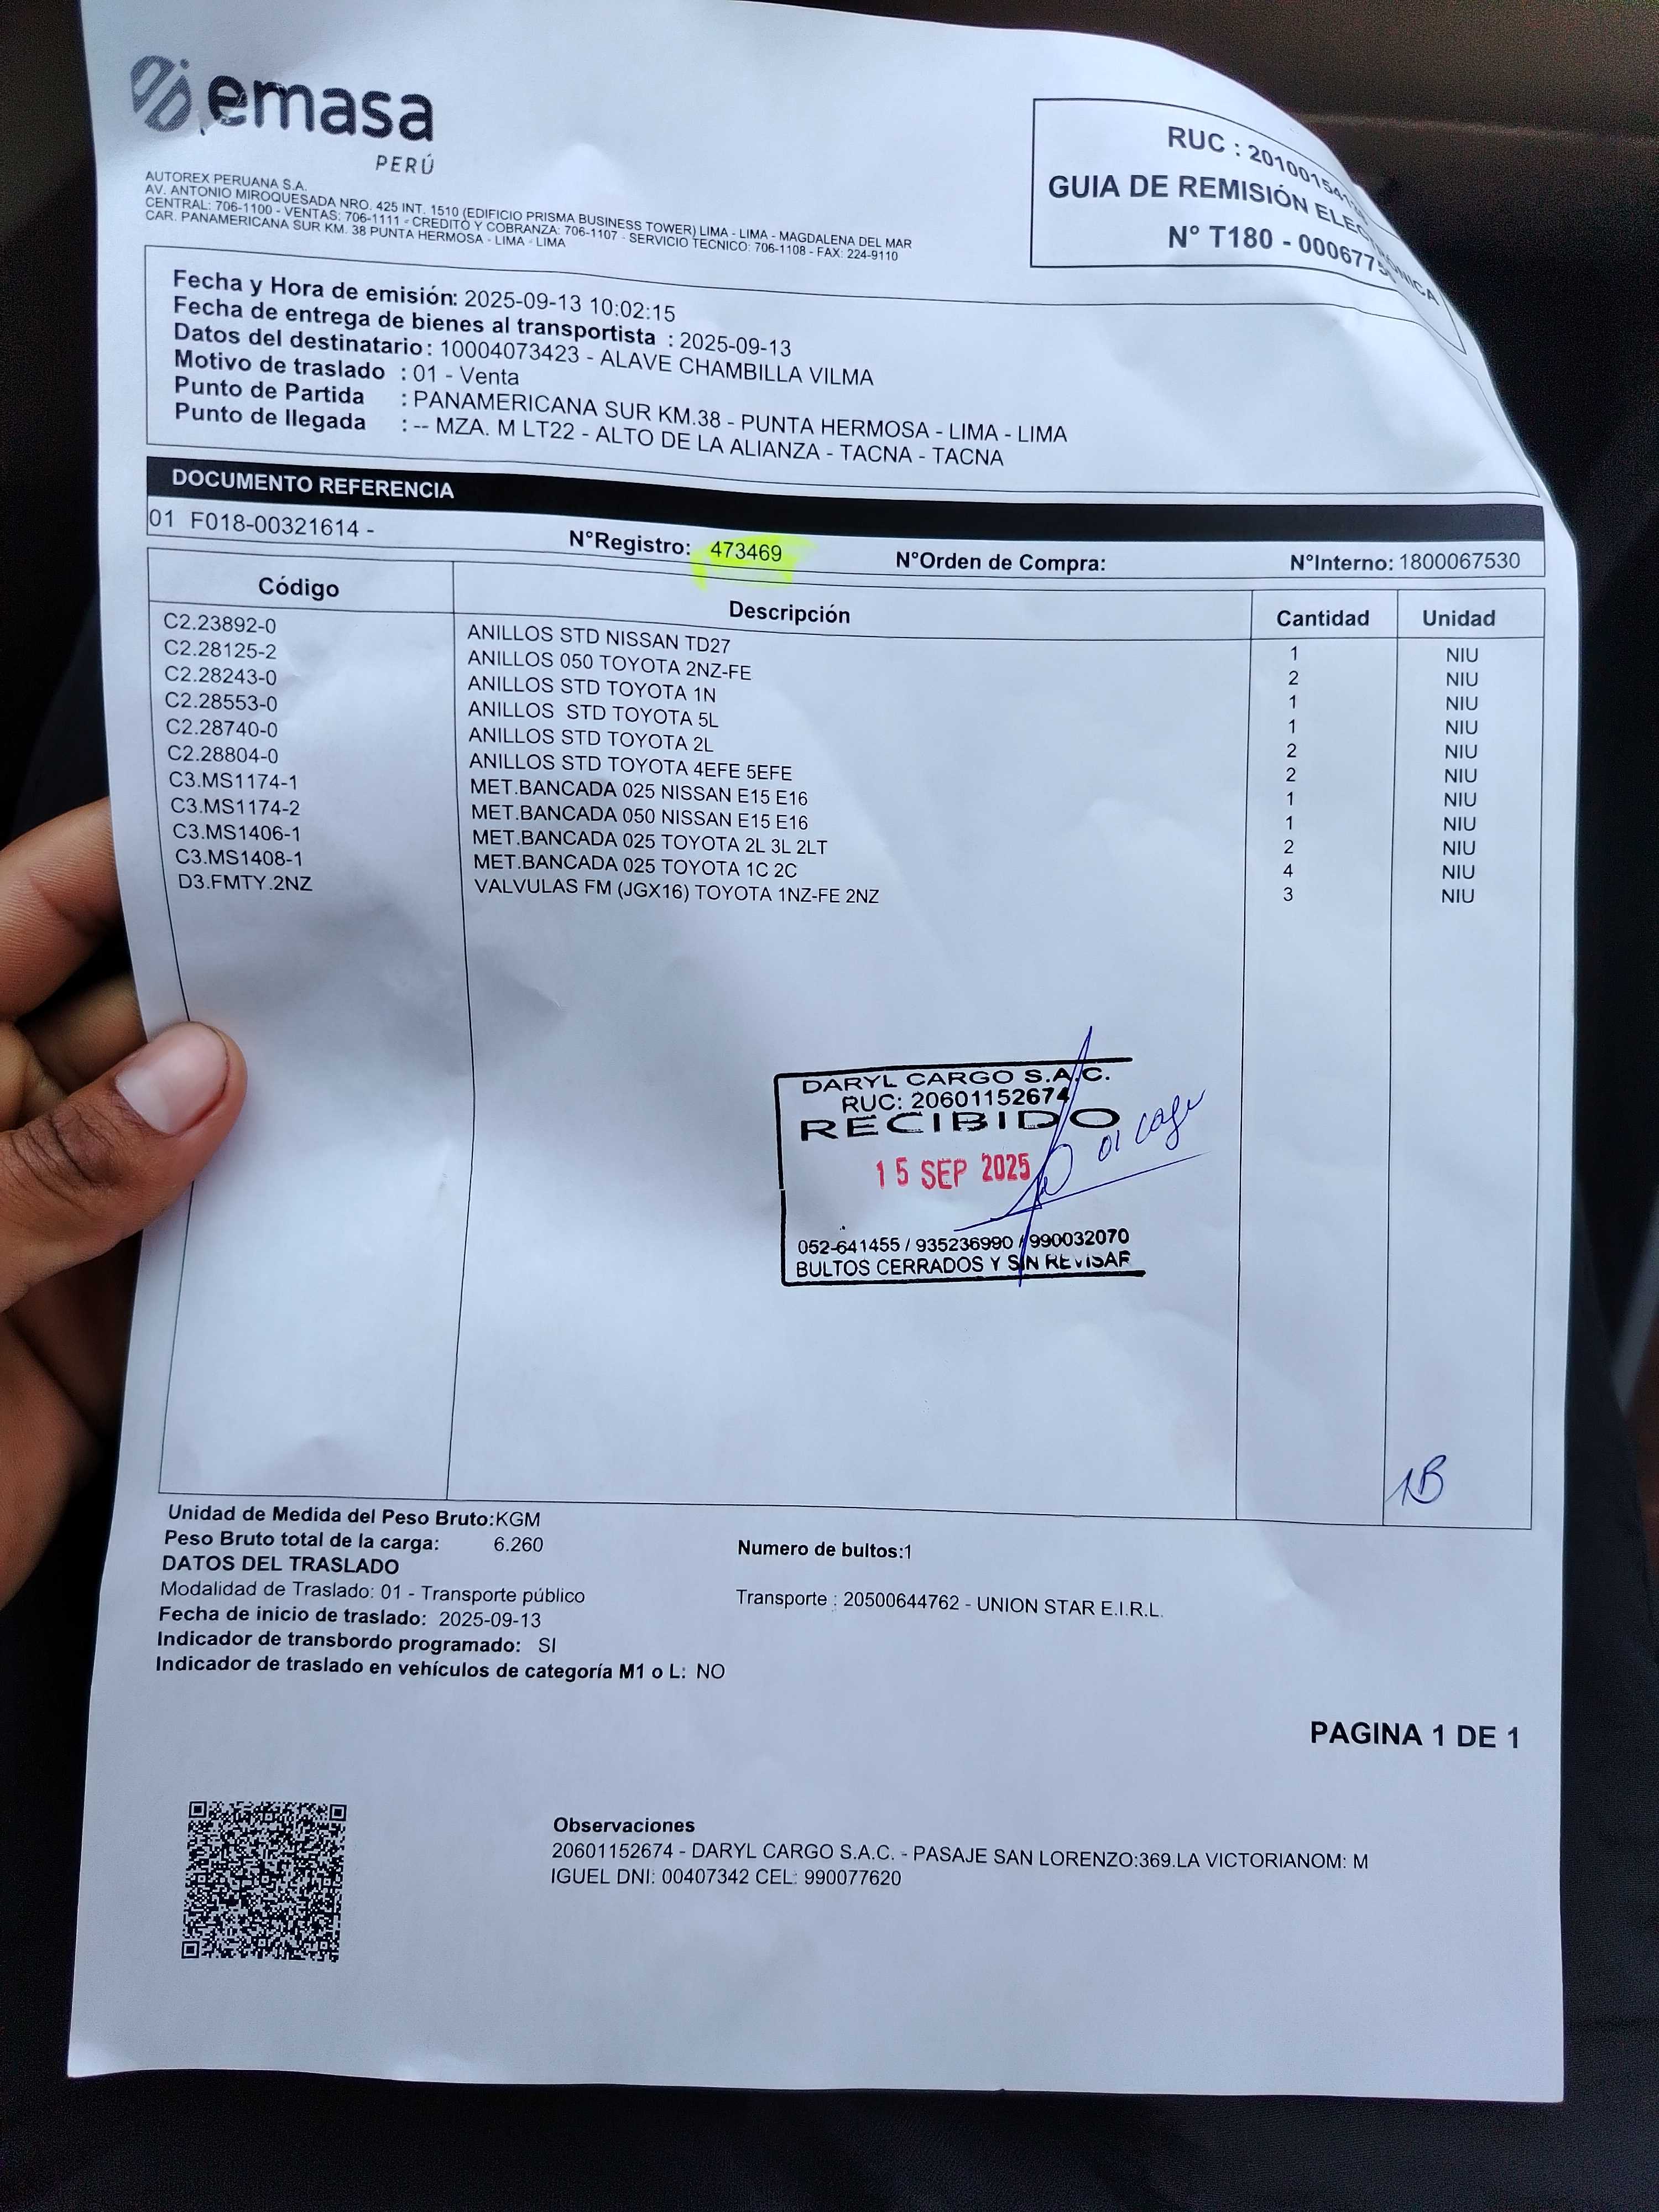 emasa
PERÚ
AUTOREX PERUANA S.A.
AV. ANTONIO MIROQUESADA NRO. 425 INT. 1510 (EDIFICIO PRISMA BUSINESS TOWER) LIMA - LIMA - MAGDALENA DEL MAR
CENTRAL: 706-1100 - VENTAS: 706-1111 - CREDITO Y COBRANZA: 706-1107 - SERVICIO TECNICO: 706-1108 - FAX: 224-9110
CAR. PANAMERICANA SUR KM. 38 PUNTA HERMOSA - LIMA - LIMA
RUC :
GUIA DE REMISIÓN ELECTRÓNICA
N° T180 -
Fecha y Hora de emisión: 2025-09-13 10:02:15
Fecha de entrega de bienes al transportista : 2025-09-13
Datos del destinatario: 10004073423 - ALAVE CHAMBILLA VILMA
Motivo de traslado : 01 - Venta
Punto de Partida : PANAMERICANA SUR KM.38 - PUNTA HERMOSA - LIMA - LIMA
Punto de llegada : -- MZA. M LT22 - ALTO DE LA ALIANZA - TACNA - TACNA
DOCUMENTO REFERENCIA
01 F018-00321614 - N°Registro: 473469 N°Orden de Compra: N°Interno: 1800067530
Código Descripción Cantidad Unidad
C2.23892-0 ANILLOS STD NISSAN TD27 1 NIU
C2.28125-2 ANILLOS 050 TOYOTA 2NZ-FE 2 NIU
C2.28243-0 ANILLOS STD TOYOTA 1N 1 NIU
C2.28553-0 ANILLOS STD TOYOTA 5L 1 NIU
C2.28740-0 ANILLOS STD TOYOTA 2L 2 NIU
C2.28804-0 ANILLOS STD TOYOTA 4EFE 5EFE 2 NIU
C3.MS1174-1 MET.BANCADA 025 NISSAN E15 E16 1 NIU
C3.MS1174-2 MET.BANCADA 050 NISSAN E15 E16 1 NIU
C3.MS1406-1 MET.BANCADA 025 TOYOTA 2L 3L 2LT 2 NIU
C3.MS1408-1 MET.BANCADA 025 TOYOTA 1C 2C 4 NIU
D3.FMTY.2NZ VALVULAS FM (JGX16) TOYOTA 1NZ-FE 2NZ 3 NIU
DARYL CARGO S.A.C.
RUC: 20601152674
RECIBIDO
01 caja
15 SEP 2025
052-641455 / 935236990 / 990032070
BULTOS CERRADOS Y SIN REVISAR
1B
Unidad de Medida del Peso Bruto:KGM
Peso Bruto total de la carga: 6.260 Numero de bultos:1
DATOS DEL TRASLADO
Modalidad de Traslado: 01 - Transporte público Transporte : 20500644762 - UNION STAR E.I.R.L.
Fecha de inicio de traslado: 2025-09-13
Indicador de transbordo programado: SI
Indicador de traslado en vehículos de categoría M1 o L: NO
PAGINA 1 DE 1
Observaciones
20601152674 - DARYL CARGO S.A.C. - PASAJE SAN LORENZO:369.LA VICTORIANOM: M
IGUEL DNI: 00407342 CEL: 990077620